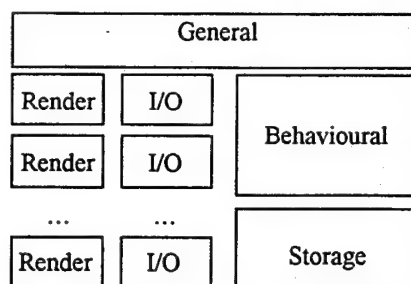 General
Render I/O
Behavioural
Render I/O
... ...
Render I/O Storage